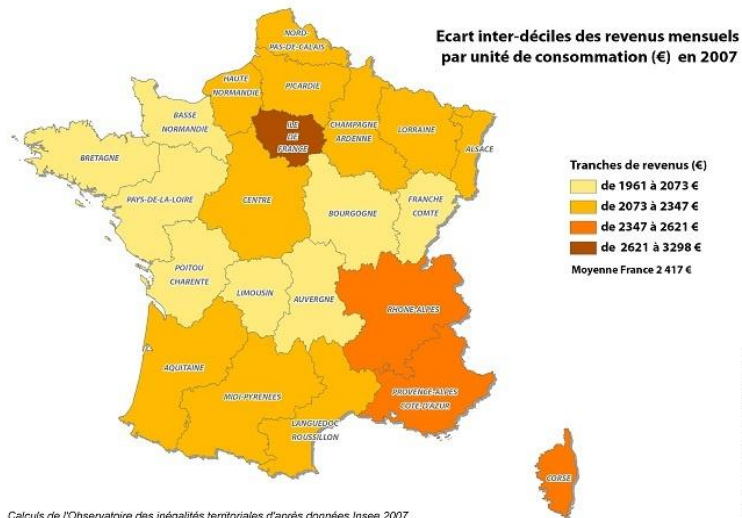 Ecart inter-déciles des revenus mensuels
par unité de consommation (€) en 2007
NORD-
PAS-DE-CALAIS
HAUTE
NORMANDIE
PICARDIE
BASSE
NORMANDIE
ILE
DE
FRANCE
CHAMPAGNE
ARDENNE
LORRAINE
ALSACE
BRETAGNE
PAYS-DE-LA-LOIRE
CENTRE
BOURGOGNE
FRANCHE
COMTÉ
POITOU
CHARENTE
LIMOUSIN
AUVERGNE
RHONE-ALPES
AQUITAINE
MIDI-PYRENEES
LANGUEDOC
ROUSSILLON
PROVENCE-ALPES
COTE-D'AZUR
CORSE
Tranches de revenu (€)
de 1961 à 2073 €
de 2073 à 2347 €
de 2347 à 2621 €
de 2621 à 3298 €
Moyenne France 2 417 €
Calculs de l'Observatoire des inégalités territoriales d'après données Insee 2007